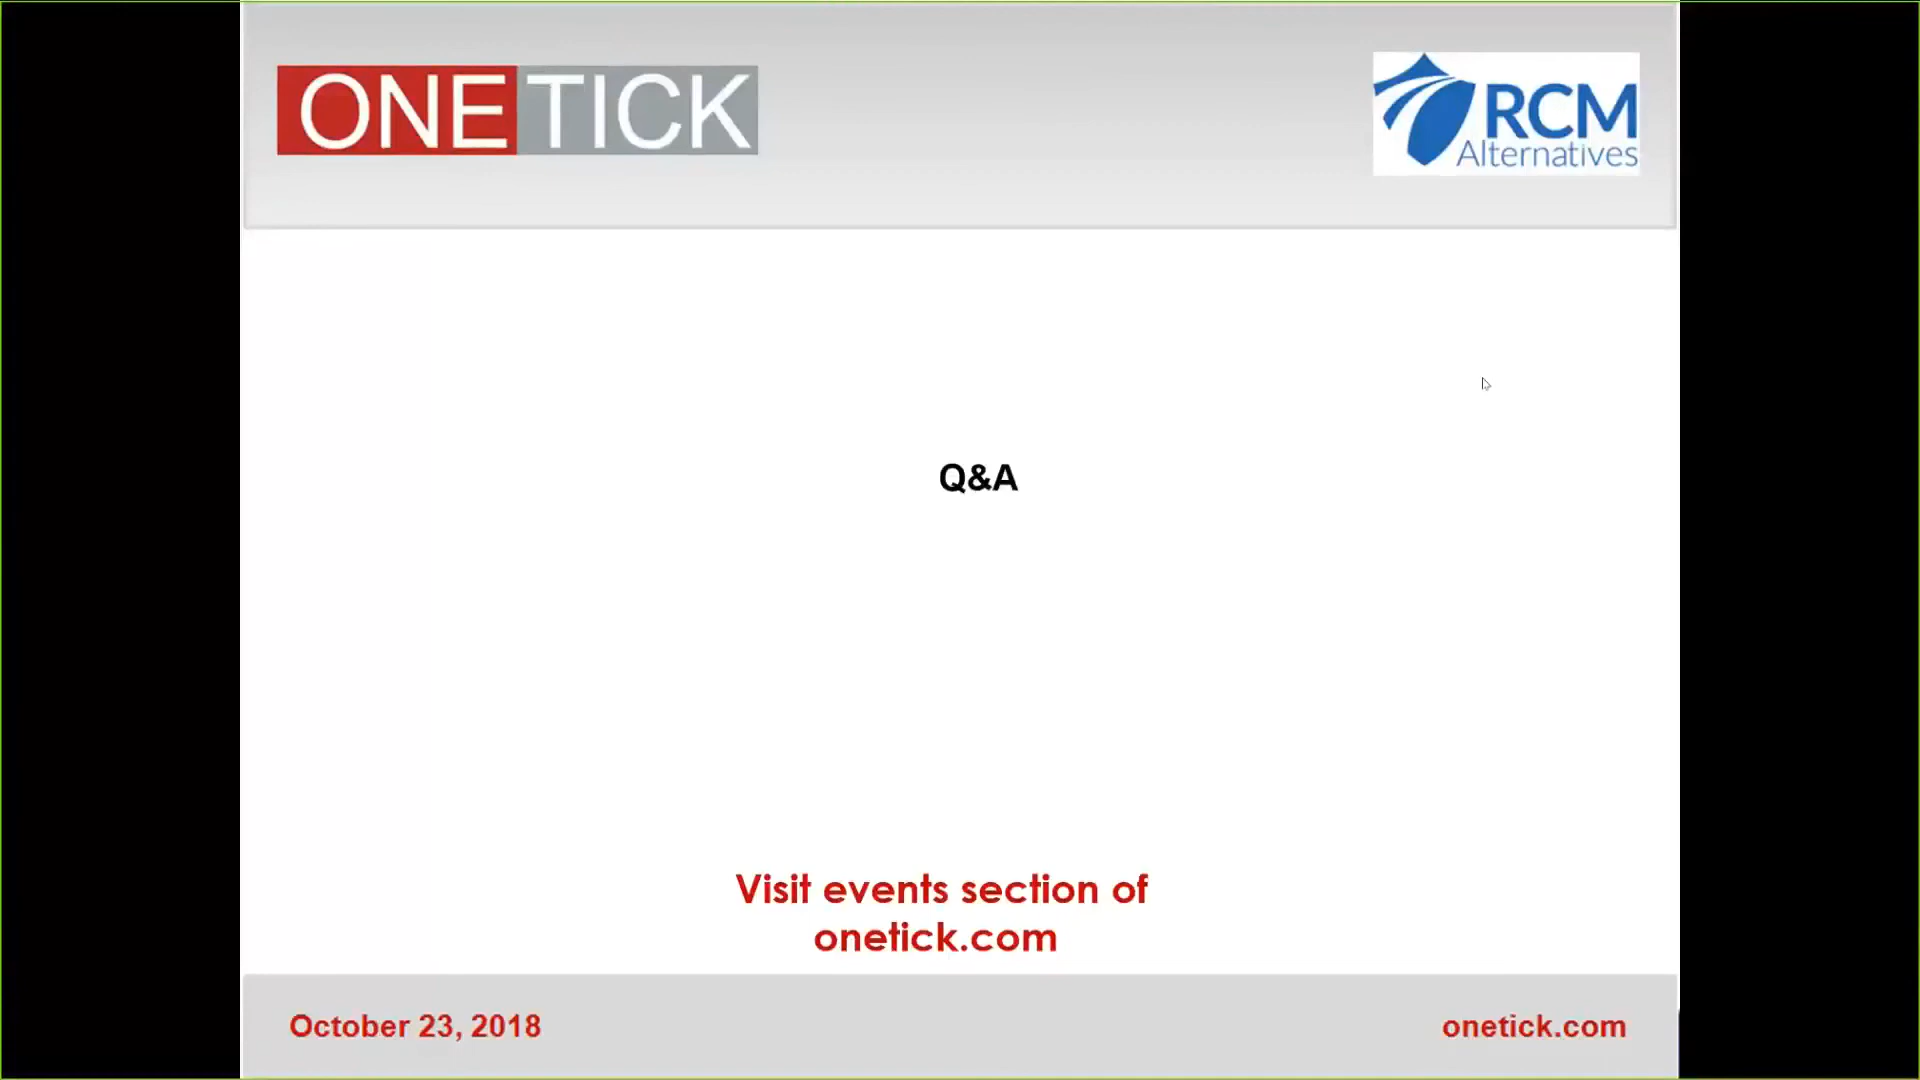 ONETICK
RCM
Alternatives
Q&A
Visit events section of
onetick.com
October 23, 2018
onetick.com